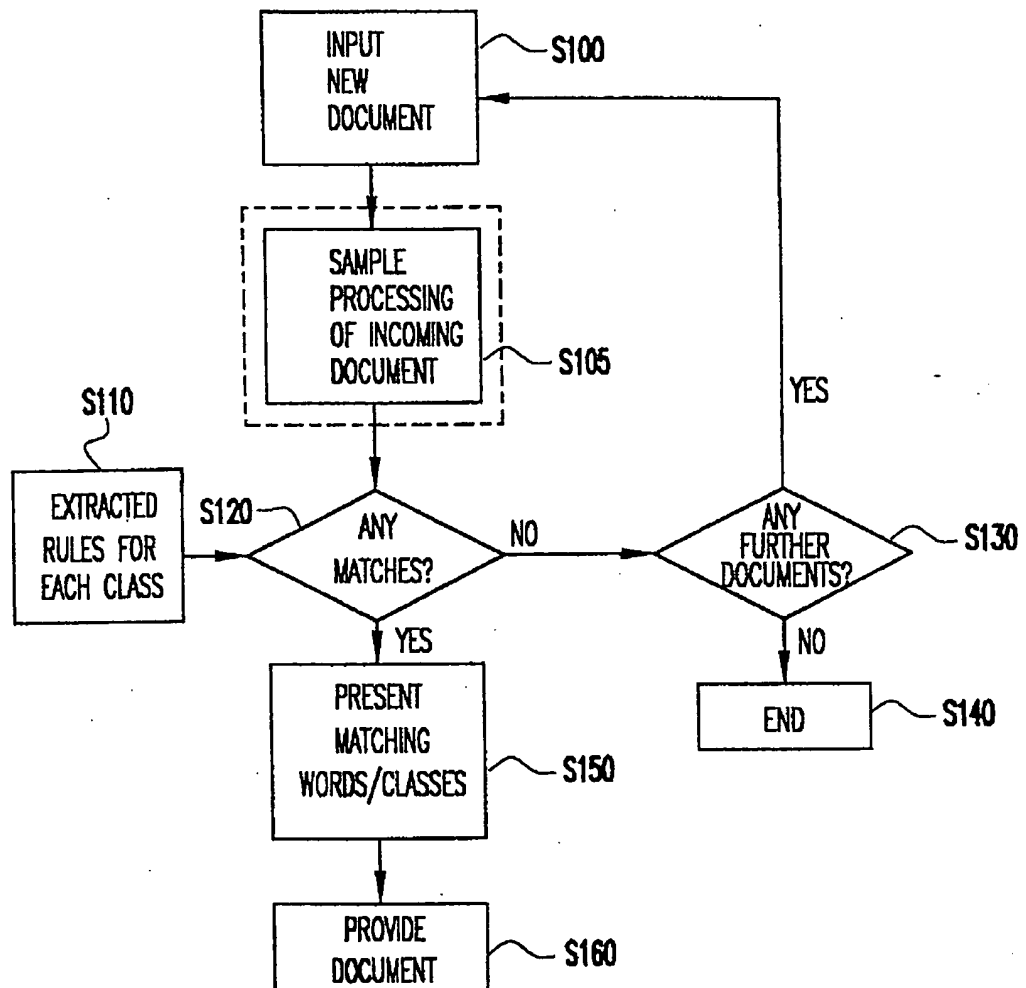 INPUT
NEW
DOCUMENT
S100
SAMPLE
PROCESSING
OF INCOMING
DOCUMENT
S105
YES
S110
EXTRACTED
RULES FOR
EACH CLASS
S120
ANY
MATCHES?
NO
ANY
FURTHER
DOCUMENTS?
S130
YES
NO
PRESENT
MATCHING
WORDS/CLASSES
S150
END
S140
PROVIDE
DOCUMENT
S160